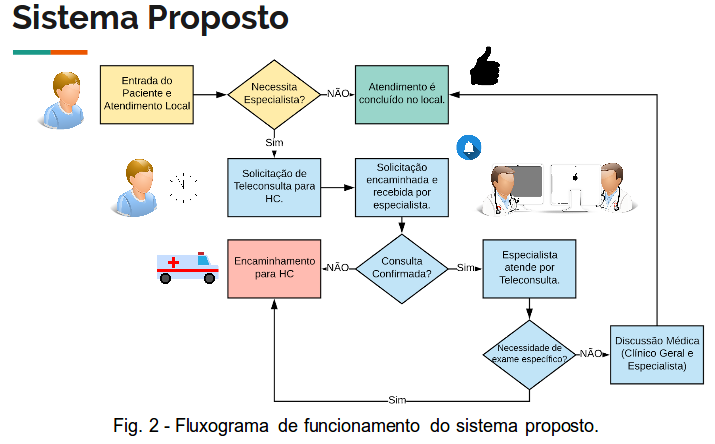 Sistema Proposto
Entrada do
Paciente e
Atendimento Local
Necessita
Especialista?
NÃO
Atendimento é
concluído no local.
Sim
Solicitação de
Teleconsulta para
HC.
Solicitação
encaminhada e
recebida por
especialista.
Encaminhamento
para HC
NÃO
Consulta
Confirmada?
Sim
Especialista
atende por
Teleconsulta.
Necessidade de
exame específico?
NÃO
Discussão Médica
(Clínico Geral e
Especialista)
Sim
Fig. 2 - Fluxograma de funcionamento do sistema proposto.